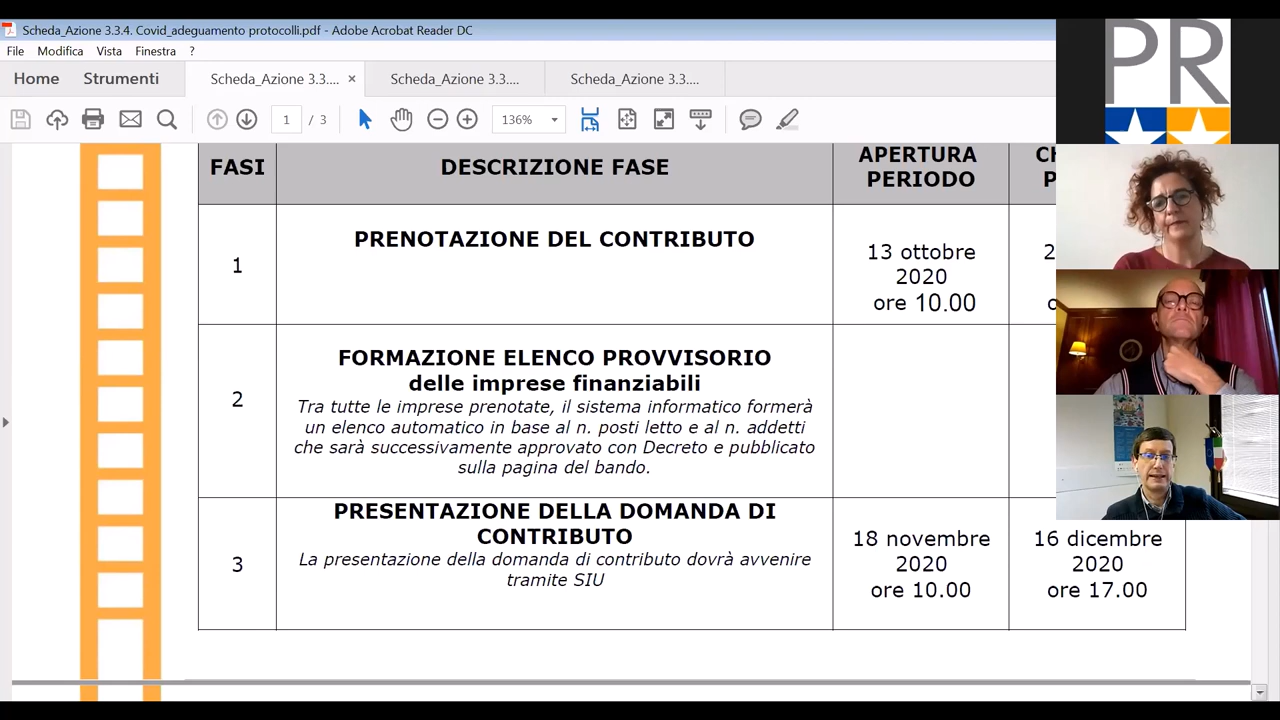 Scheda_Azione 3.3.4. Covid_adeguamento protocolli.pdf - Adobe Acrobat Reader DC
File Modifica Vista Finestra ?
Home Strumenti Scheda_Azione 3.3.... × Scheda_Azione 3.3.... Scheda_Azione 3.3....
1 / 3 136%
PR
FASI DESCRIZIONE FASE APERTURA PERIODO CH P
1 PRENOTAZIONE DEL CONTRIBUTO 13 ottobre 2020 ore 10.00 2
2 FORMAZIONE ELENCO PROVVISORIO
delle imprese finanziabili
Tra tutte le imprese prenotate, il sistema informatico formerà
un elenco automatico in base al n. posti letto e al n. addetti
che sarà successivamente approvato con Decreto e pubblicato
sulla pagina del bando.
3 PRESENTAZIONE DELLA DOMANDA DI
CONTRIBUTO
La presentazione della domanda di contributo dovrà avvenire
tramite SIU
18 novembre
2020
ore 10.00
16 dicembre
2020
ore 17.00